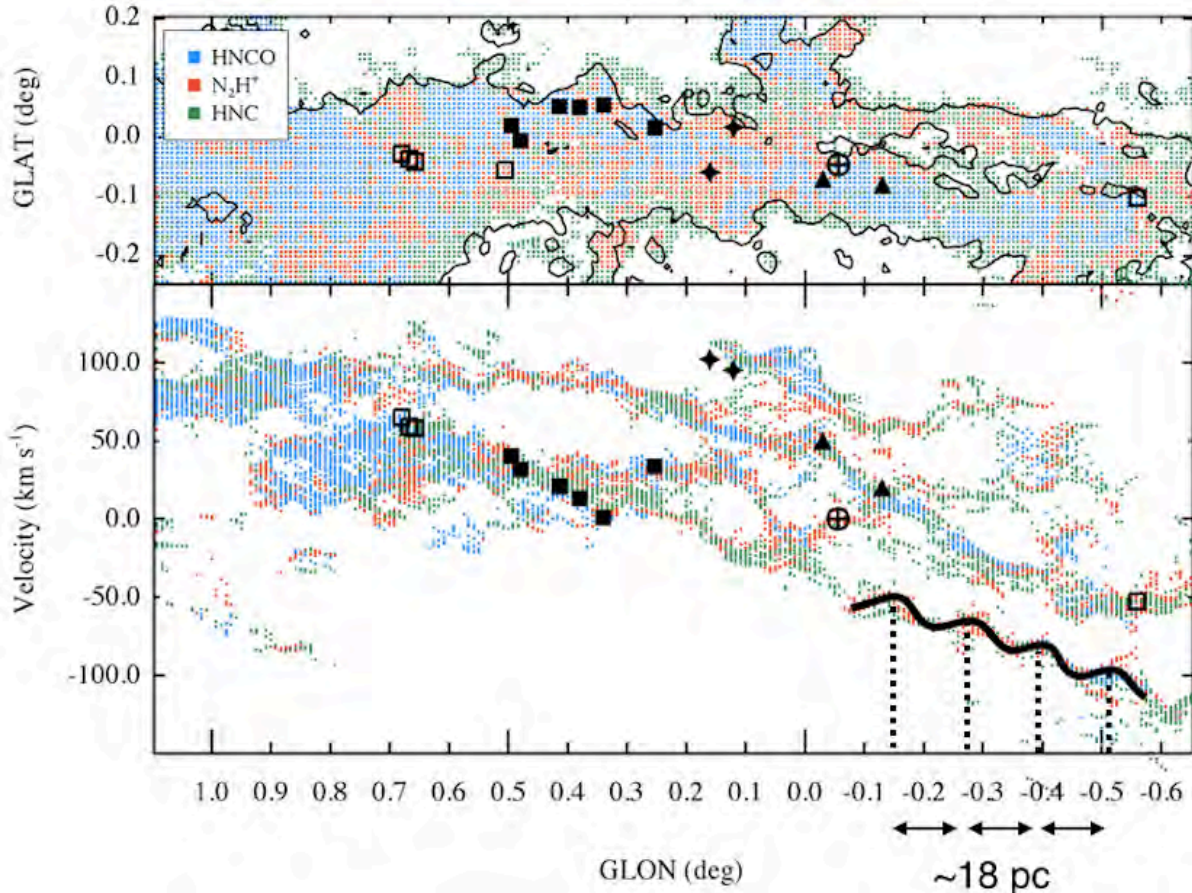 0.2
HNCO
N₂H⁺
HNC
0.1
0.0
-0.1
-0.2
GLAT (deg)
100.0
50.0
0.0
-50.0
-100.0
Velocity (km s⁻¹)
1.0 0.9 0.8 0.7 0.6 0.5 0.4 0.3 0.2 0.1 0.0 -0.1 -0.2 -0.3 -0.4 -0.5 -0.6
GLON (deg)
~18 pc